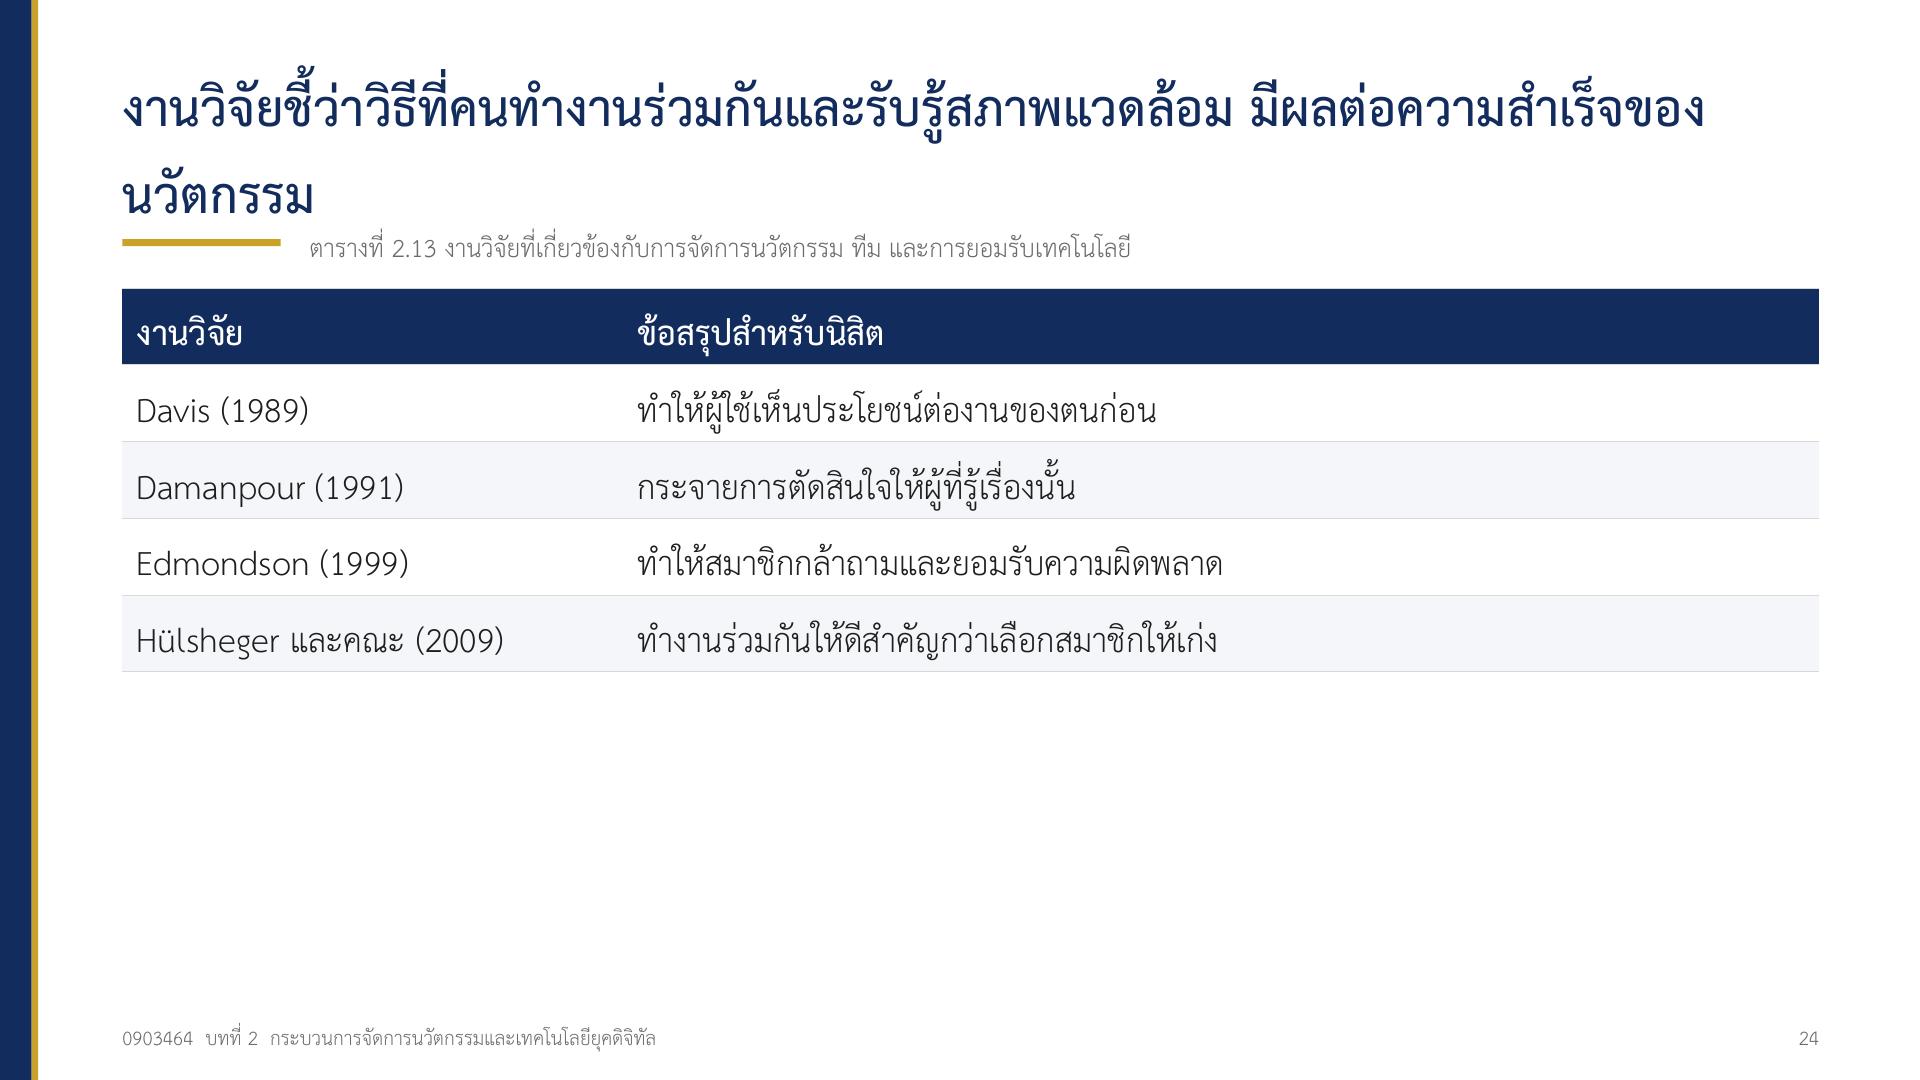 งานวิจัยชี้ว่าวิธีที่คนทำงานร่วมกันและรับรู้สภาพแวดล้อม มีผลต่อความสำเร็จของ
นวัตกรรม
ตารางที่ 2.13 งานวิจัยที่เกี่ยวข้องกับการจัดการนวัตกรรม ทีม และการยอมรับเทคโนโลยี
งานวิจัย ข้อสรุปสำหรับนิสิต
Davis (1989) ทำให้ผู้ใช้เห็นประโยชน์ต่องานของตนก่อน
Damanpour (1991) กระจายการตัดสินใจให้ผู้ที่รู้เรื่องนั้น
Edmondson (1999) ทำให้สมาชิกกล้าถามและยอมรับความผิดพลาด
Hülsheger และคณะ (2009) ทำงานร่วมกันให้ดีสำคัญกว่าเลือกสมาชิกให้เก่ง
0903464 บทที่ 2 กระบวนการจัดการนวัตกรรมและเทคโนโลยียุคดิจิทัล 24